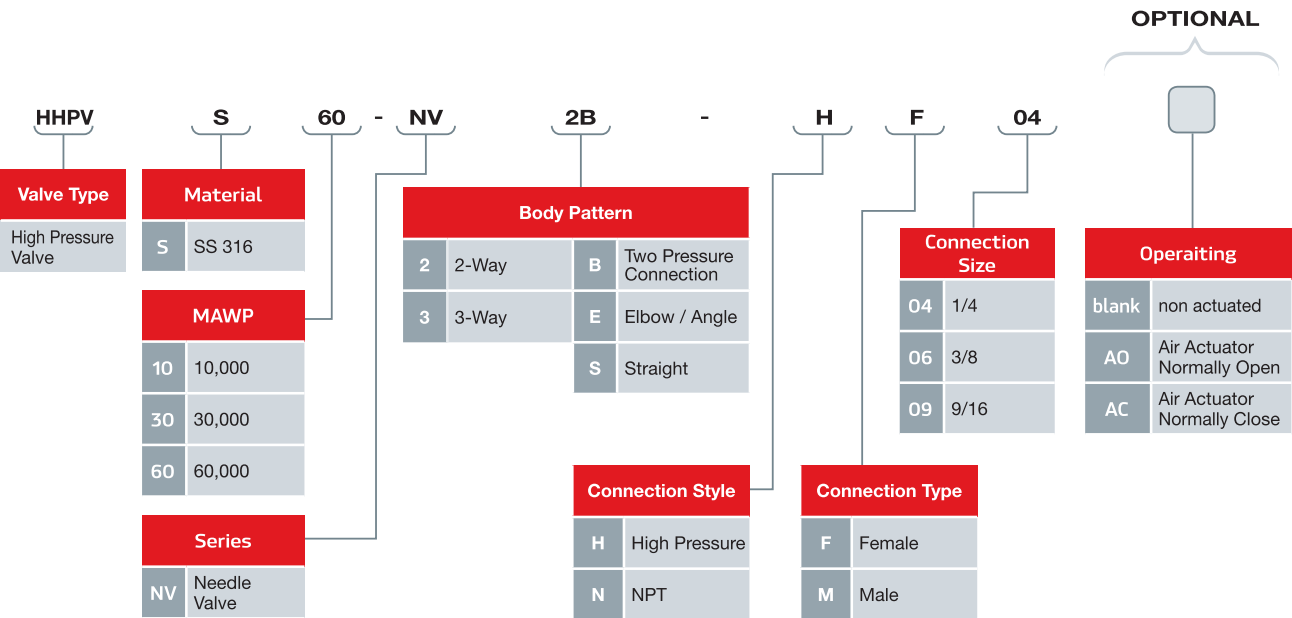 OPTIONAL
HHPV S 60 - NV 2B - H F 04
Valve Type
High Pressure
Valve
Material
S SS 316
MAWP
10 10,000
30 30,000
60 60,000
Series
NV Needle
Valve
Body Pattern
2 2-Way B Two Pressure
Connection
3 3-Way E Elbow / Angle
S Straight
Connection Style
H High Pressure
N NPT
Connection Type
F Female
M Male
Connection
Size
04 1/4
06 3/8
09 9/16
Operaiting
blank non actuated
AO Air Actuator
Normally Open
AC Air Actuator
Normally Close